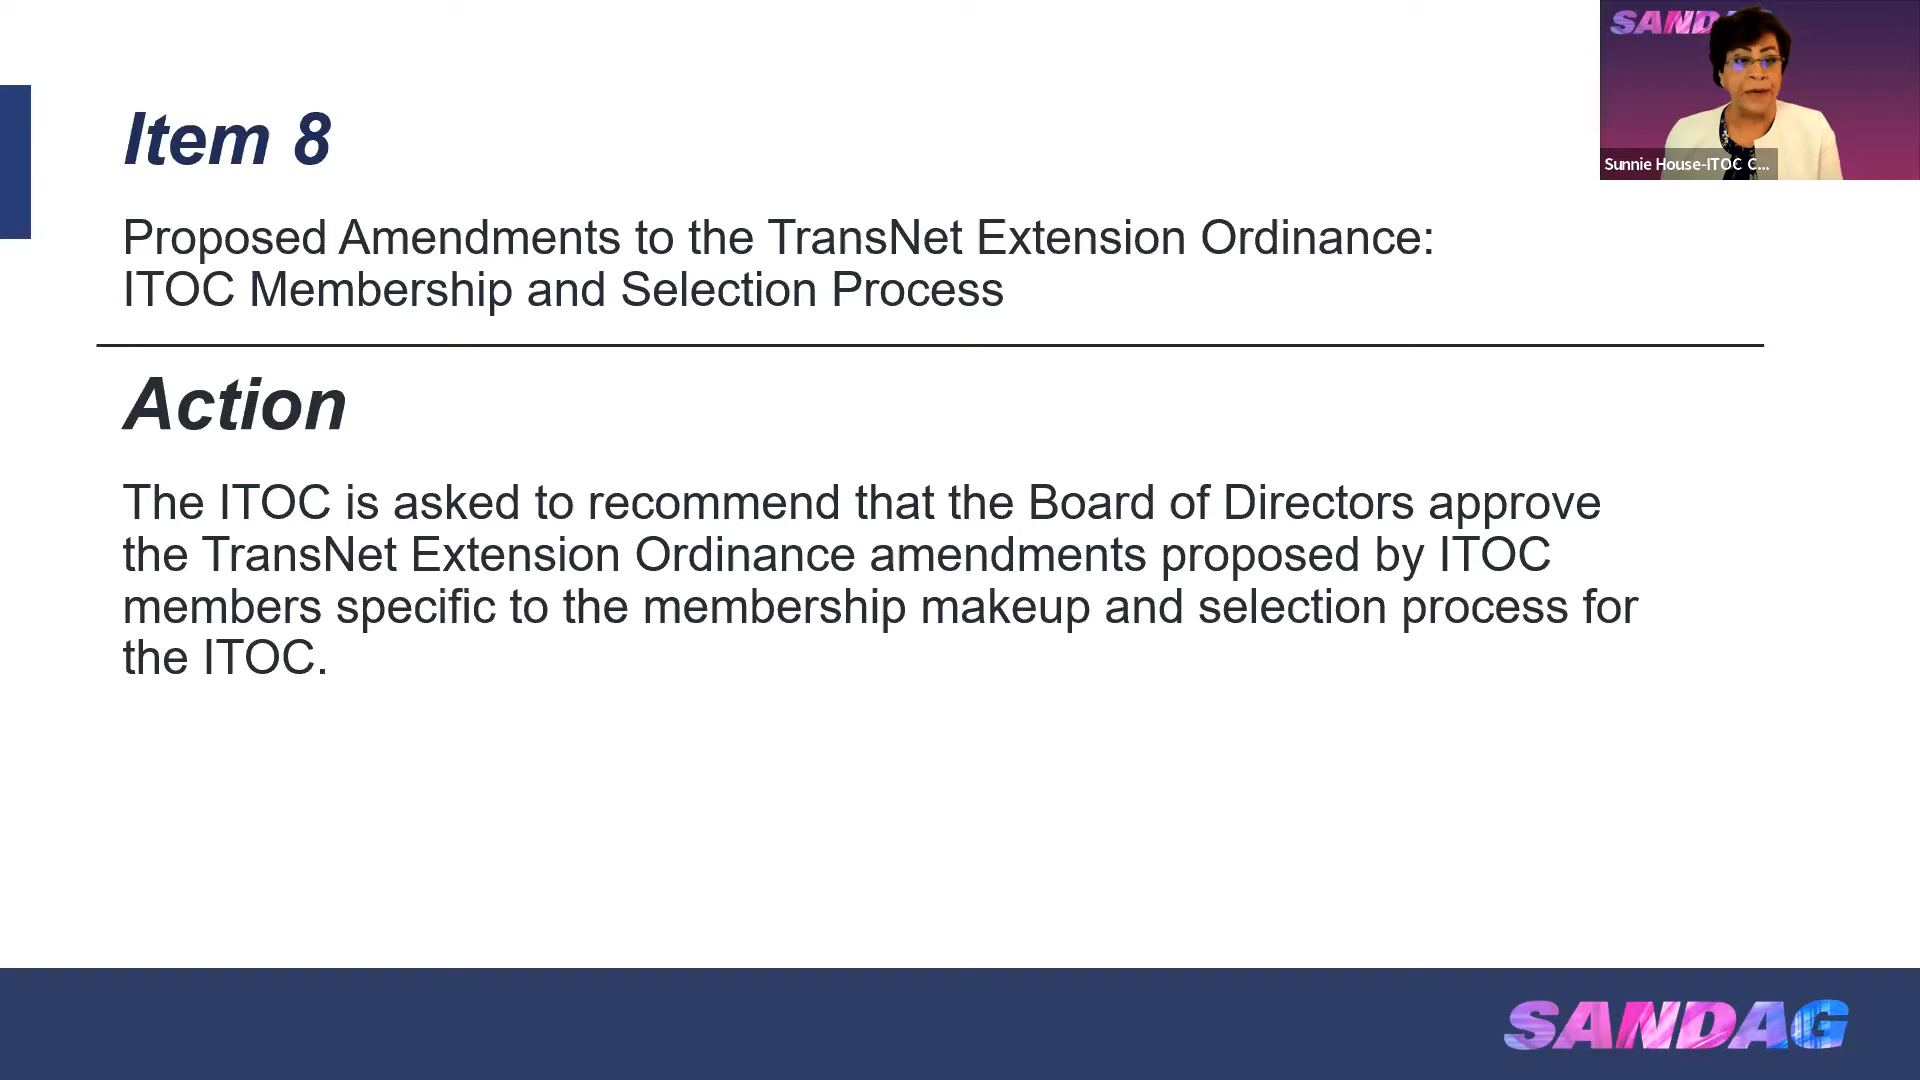 SAND
Sunnie House-ITOC C...
Item 8
Proposed Amendments to the TransNet Extension Ordinance:
ITOC Membership and Selection Process
Action
The ITOC is asked to recommend that the Board of Directors approve
the TransNet Extension Ordinance amendments proposed by ITOC
members specific to the membership makeup and selection process for
the ITOC.
SANDAG